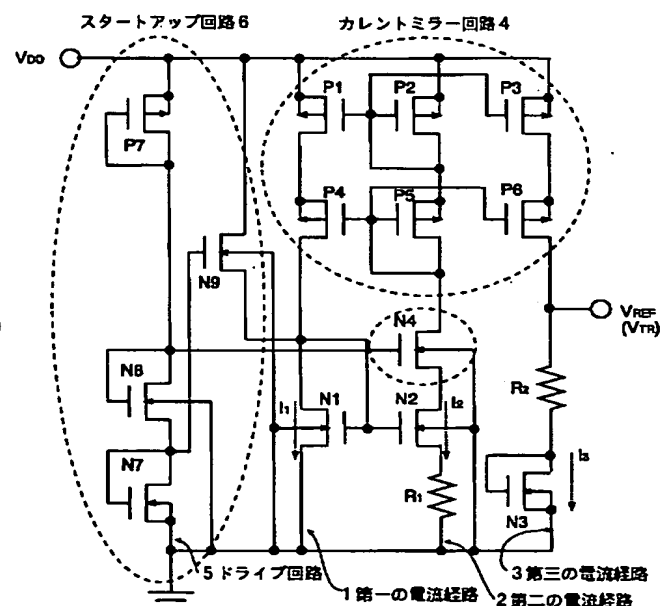 スタートアップ回路6
カレントミラー回路4
VDD
P1
P2
P3
P7
P4
P5
P6
N9
VREF
(VTR)
N4
N8
R2
I1
N1
N2
I2
N7
I3
R1
N3
5 ドライブ回路
1 第一の電流経路
3 第三の電流経路
2 第二の電流経路